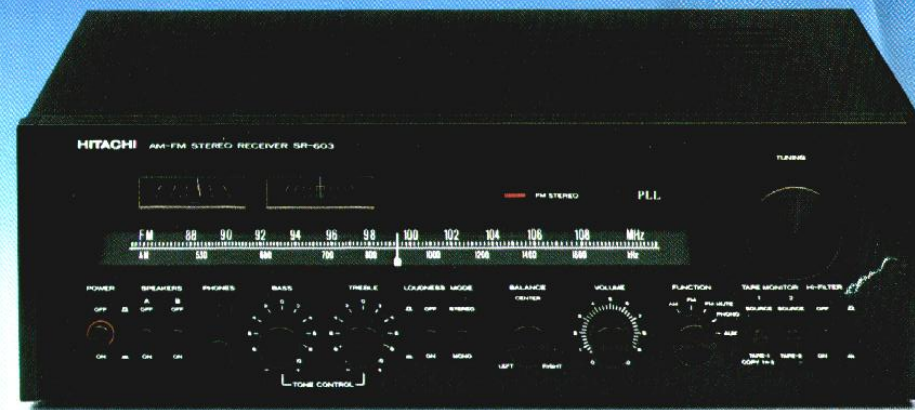 HITACHI AM-FM STEREO RECEIVER SR-603
TUNING
FM STEREO PLL
FM 88 90 92 94 96 98 100 102 104 106 108 MHz
AM 530 600 700 800 1000 1200 1400 1600 kHz
POWER SPEAKERS PHONES BASS TREBLE LOUDNESS MODE BALANCE VOLUME FUNCTION TAPE MONITOR HI-FILTER
A B CENTER 1 2
OFF OFF OFF OFF STEREO AM FM FM MUTE SOURCE SOURCE OFF
PHONO
AUX
ON ON ON ON MONO TAPE-1 TAPE-2 ON
LEFT RIGHT
TONE CONTROL